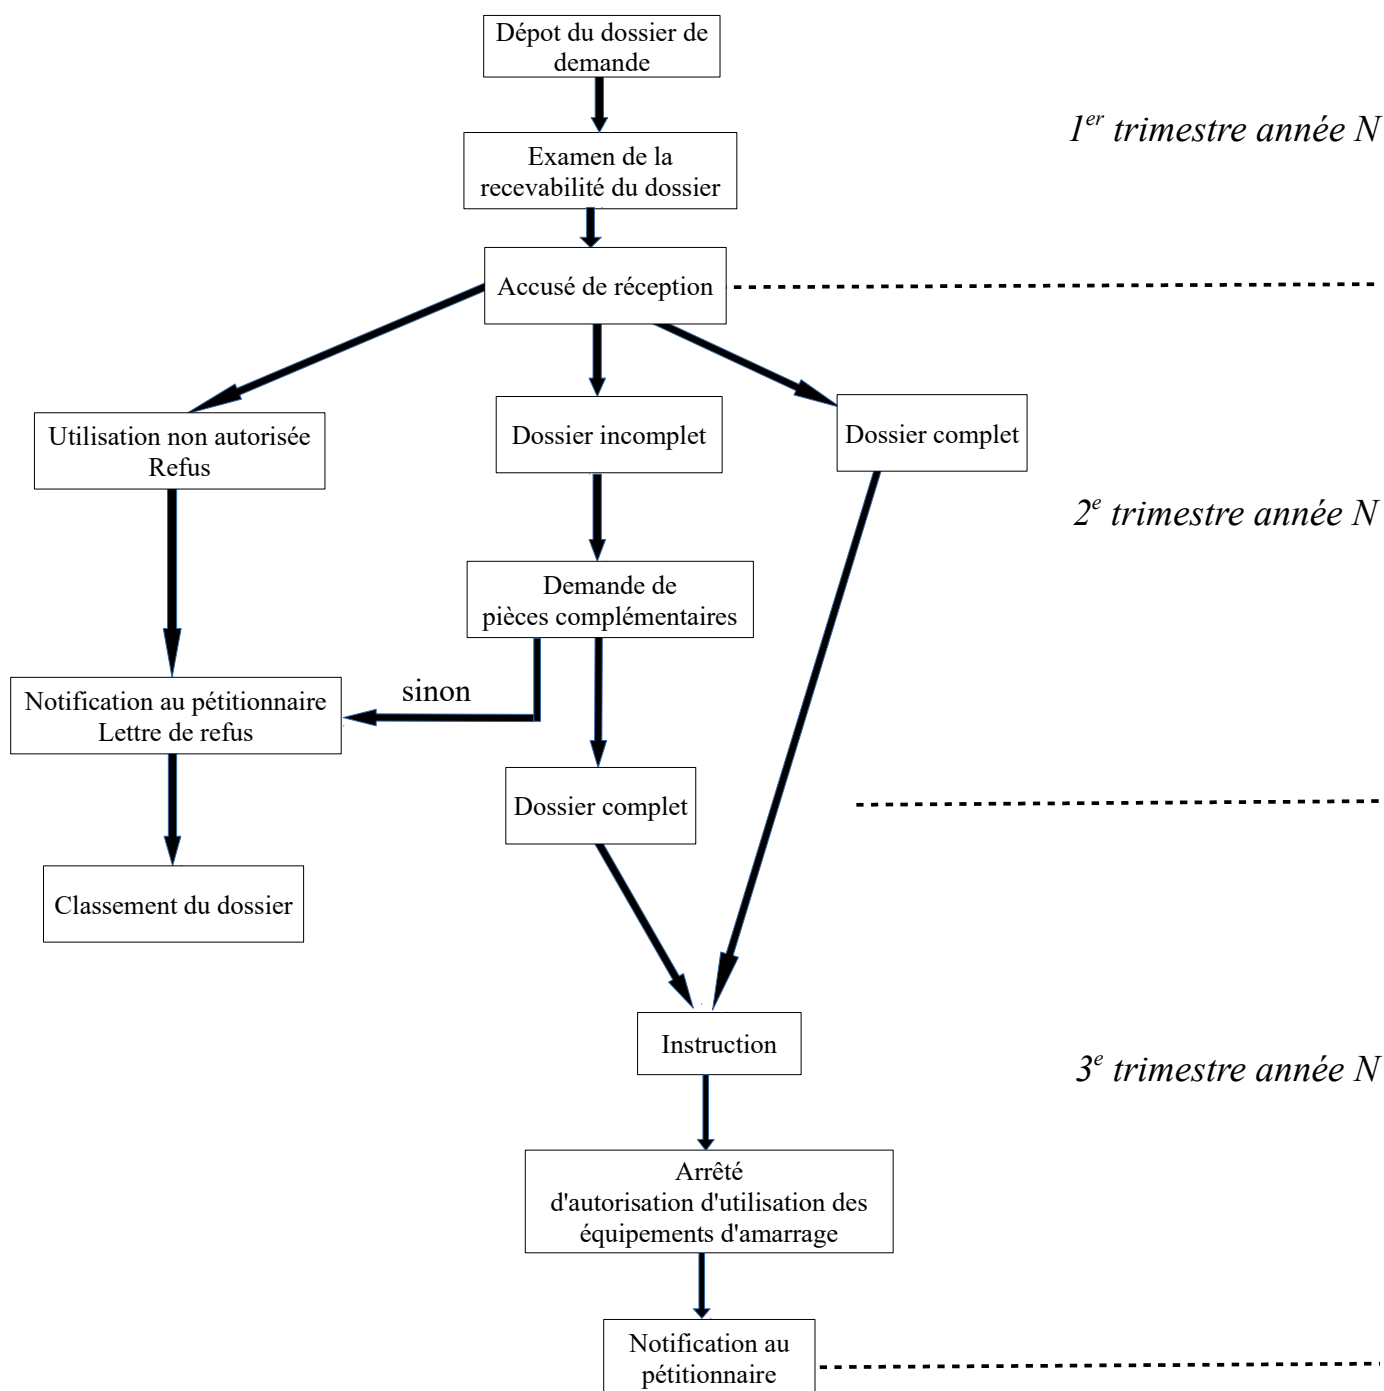 Dépot du dossier de
demande
1er trimestre année N
Examen de la
recevabilité du dossier
Accusé de réception
Utilisation non autorisée
Refus
Dossier incomplet
Dossier complet
2e trimestre année N
Demande de
pièces complémentaires
sinon
Notification au pétitionnaire
Lettre de refus
Dossier complet
Classement du dossier
Instruction
3e trimestre année N
Arrêté
d'autorisation d'utilisation des
équipements d'amarrage
Notification au
pétitionnaire